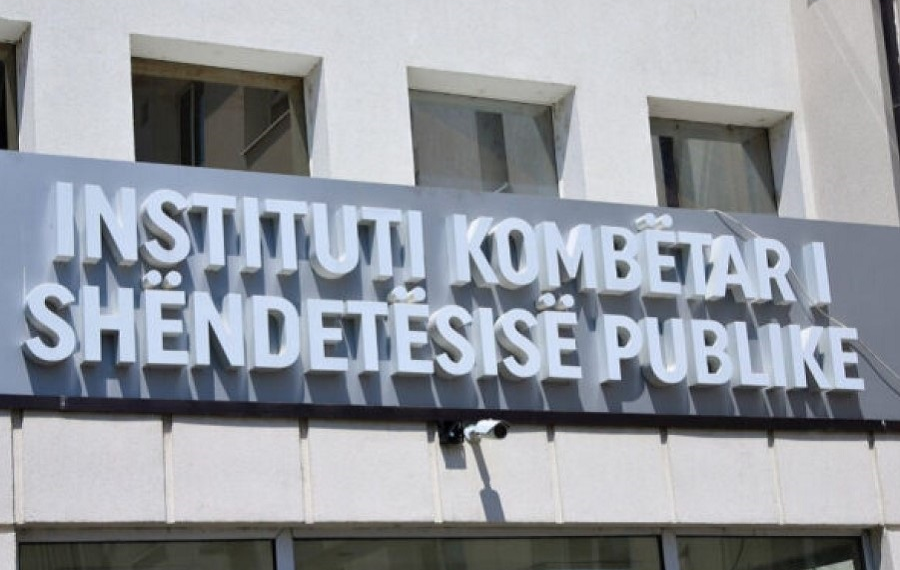 INSTITUTI KOMBËTAR I
SHËNDETËSISË PUBLIKE